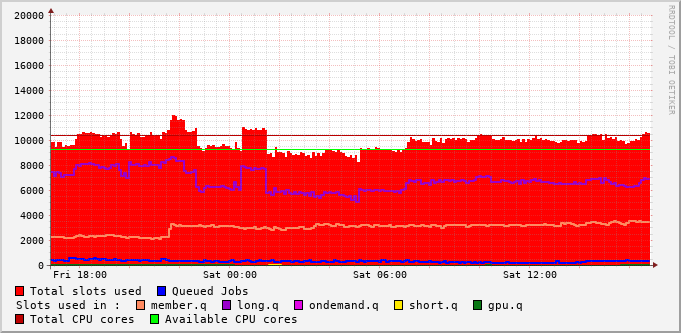 RRDTOOL / TOBI OETIKER
20000
18000
16000
14000
12000
10000
8000
6000
4000
2000
0
Fri 18:00 Sat 00:00 Sat 06:00 Sat 12:00
Total slots used Queued Jobs
Slots used in : member.q long.q ondemand.q short.q gpu.q
Total CPU cores Available CPU cores